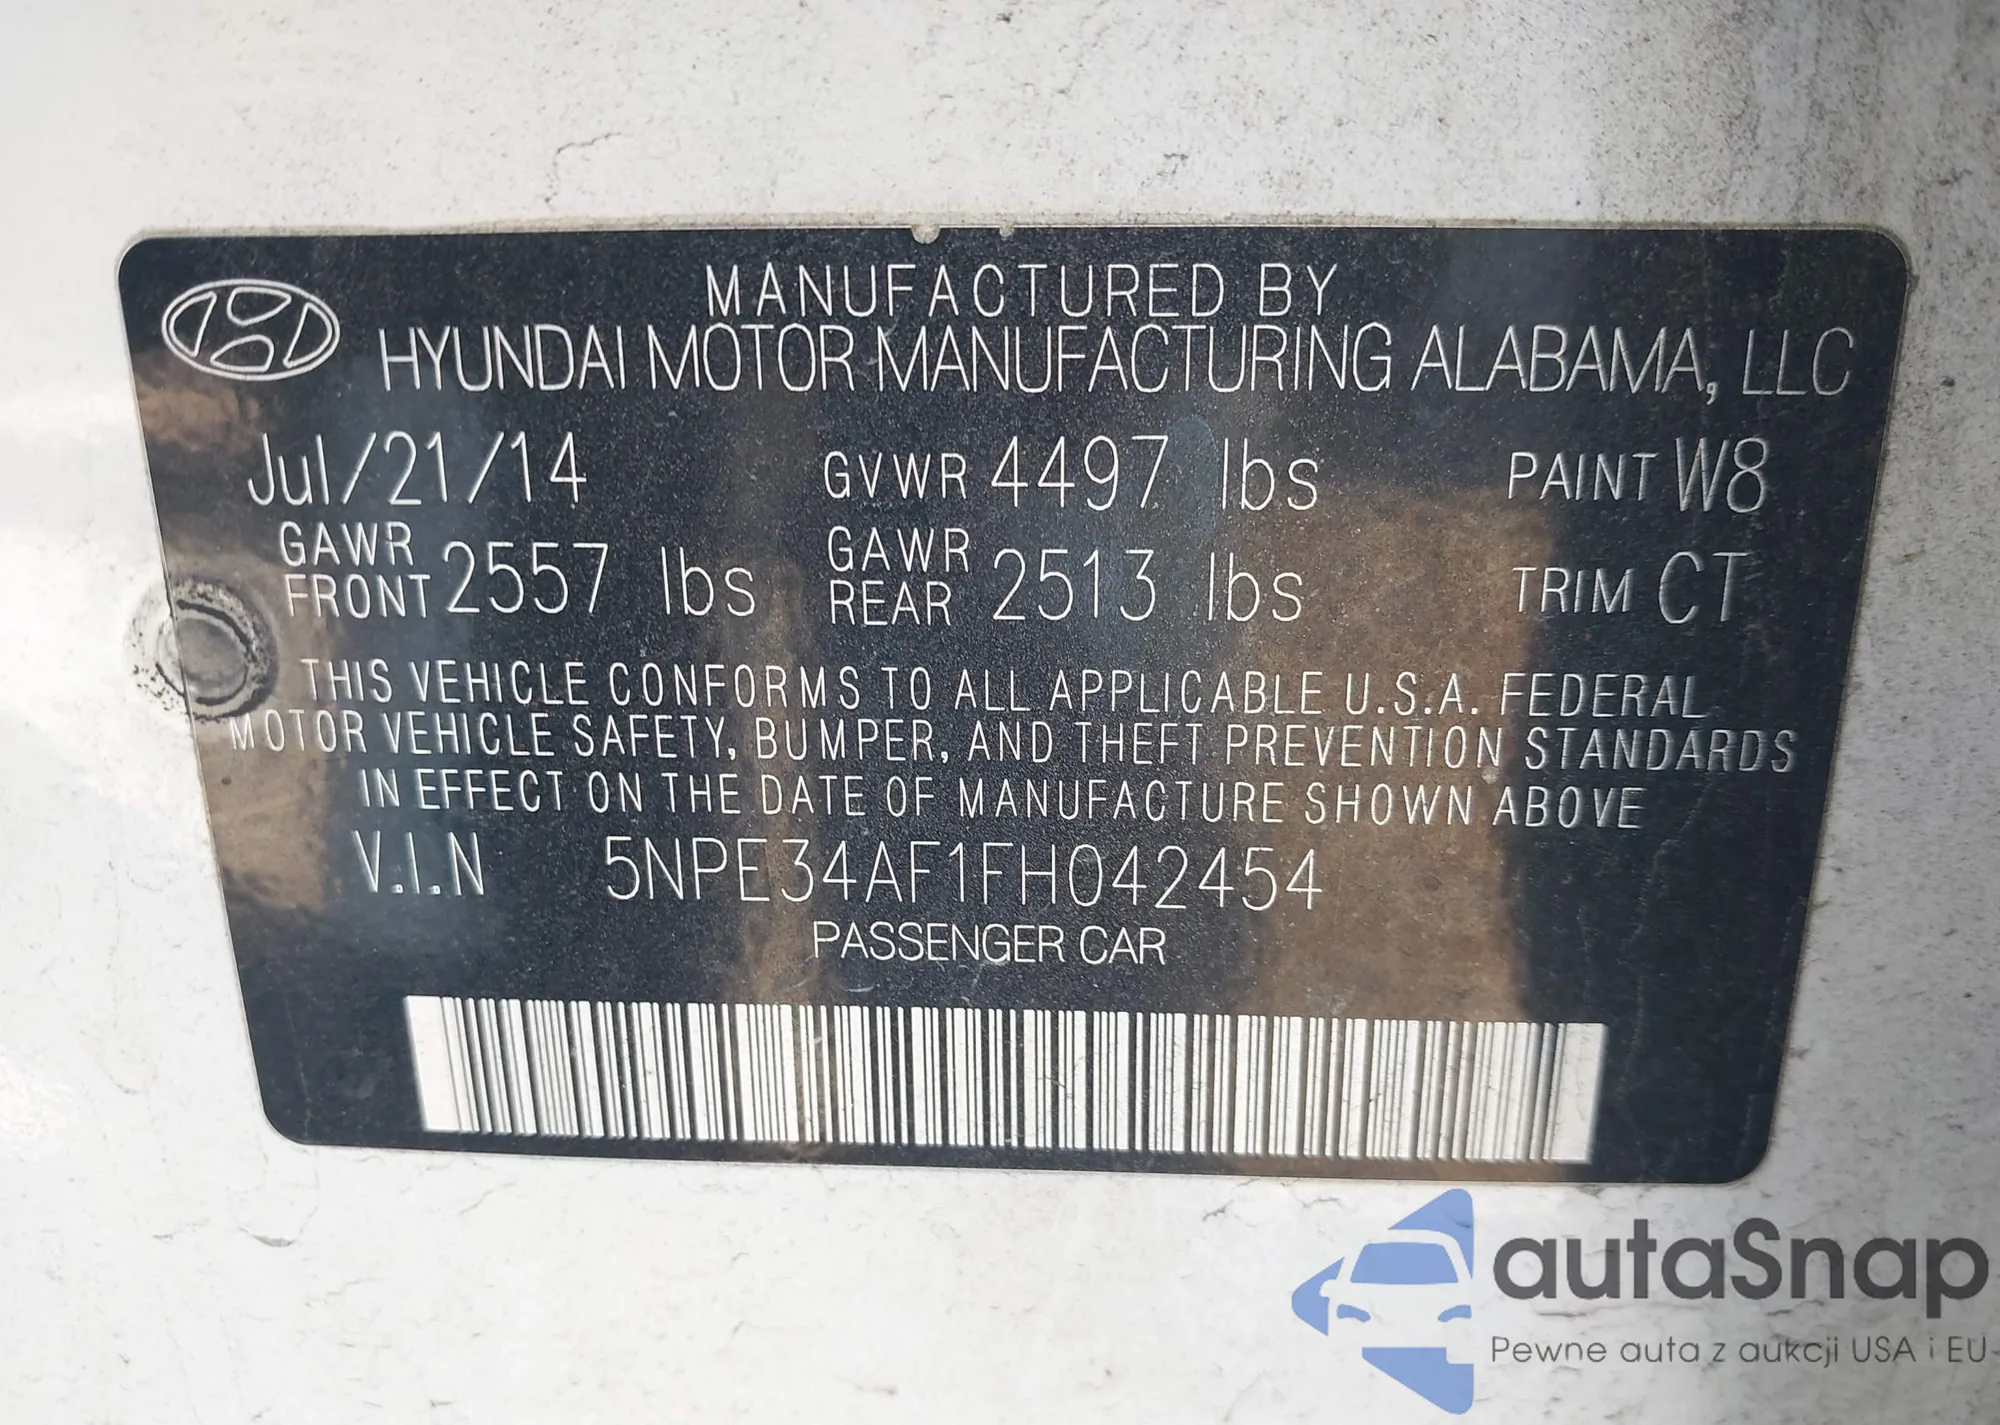 MANUFACTURED BY
HYUNDAI MOTOR MANUFACTURING ALABAMA, LLC
Jul/21/14 GVWR 4497 lbs PAINT W8
GAWR FRONT 2557 lbs GAWR REAR 2513 lbs TRIM CT
THIS VEHICLE CONFORMS TO ALL APPLICABLE U.S.A. FEDERAL
MOTOR VEHICLE SAFETY, BUMPER, AND THEFT PREVENTION STANDARDS
IN EFFECT ON THE DATE OF MANUFACTURE SHOWN ABOVE
V.I.N 5NPE34AF1FH042454
PASSENGER CAR
autaSnap
Pewne auta z aukcji USA i EU